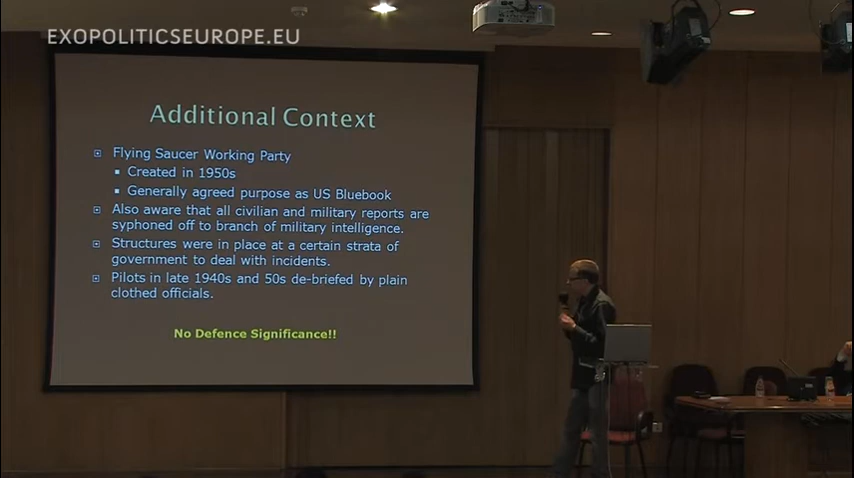 EXOPOLITICSEUROPE.EU
Additional Context
Flying Saucer Working Party
Created in 1950s
Generally agreed purpose as US Bluebook
Also aware that all civilian and military reports are
syphoned off to branch of military intelligence.
Structures were in place at a certain strata of
government to deal with incidents.
Pilots in late 1940s and 50s de-briefed by plain
clothed officials.
No Defence Significance!!